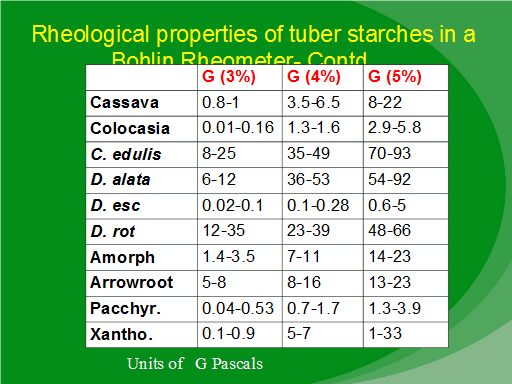 Rheological properties of tuber starches in a
Bohlin Rheometer- Contd
G (3%) G (4%) G (5%)
Cassava 0.8-1 3.5-6.5 8-22
Colocasia 0.01-0.16 1.3-1.6 2.9-5.8
C. edulis 8-25 35-49 70-93
D. alata 6-12 36-53 54-92
D. esc 0.02-0.1 0.1-0.28 0.6-5
D. rot 12-35 23-39 48-66
Amorph 1.4-3.5 7-11 14-23
Arrowroot 5-8 8-16 13-23
Pacchyr. 0.04-0.53 0.7-1.7 1.3-3.9
Xantho. 0.1-0.9 5-7 1-33
Units of G Pascals